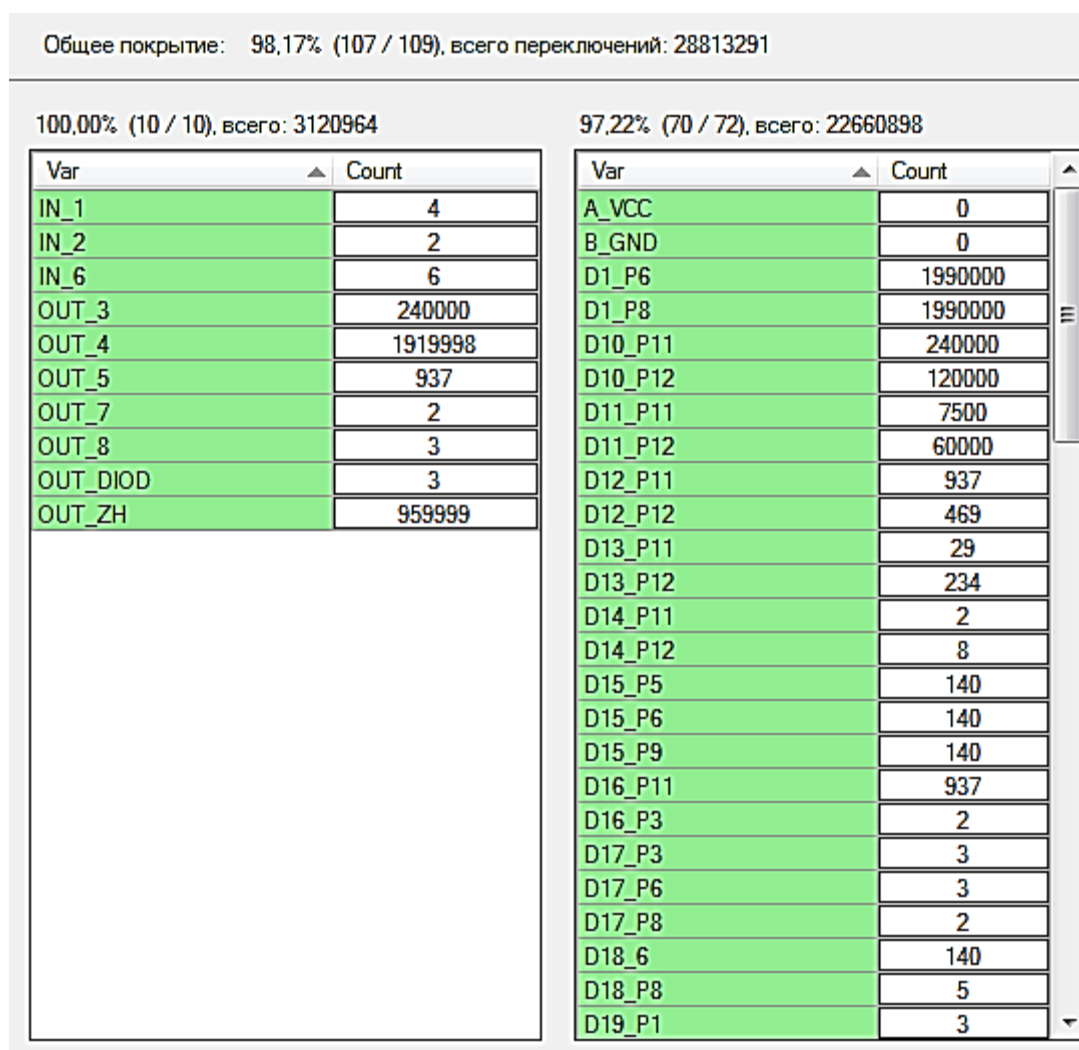 Общее покрытие: 98,17% (107 / 109), всего переключений: 28813291
100,00% (10 / 10), всего: 3120964
Var Count
IN_1 4
IN_2 2
IN_6 6
OUT_3 240000
OUT_4 1919998
OUT_5 937
OUT_7 2
OUT_8 3
OUT_DIOD 3
OUT_ZH 959999
97,22% (70 / 72), всего: 22660898
Var Count
A_VCC 0
B_GND 0
D1_P6 1990000
D1_P8 1990000
D10_P11 240000
D10_P12 120000
D11_P11 7500
D11_P12 60000
D12_P11 937
D12_P12 469
D13_P11 29
D13_P12 234
D14_P11 2
D14_P12 8
D15_P5 140
D15_P6 140
D15_P9 140
D16_P11 937
D16_P3 2
D17_P3 3
D17_P6 3
D17_P8 2
D18_6 140
D18_P8 5
D19_P1 3